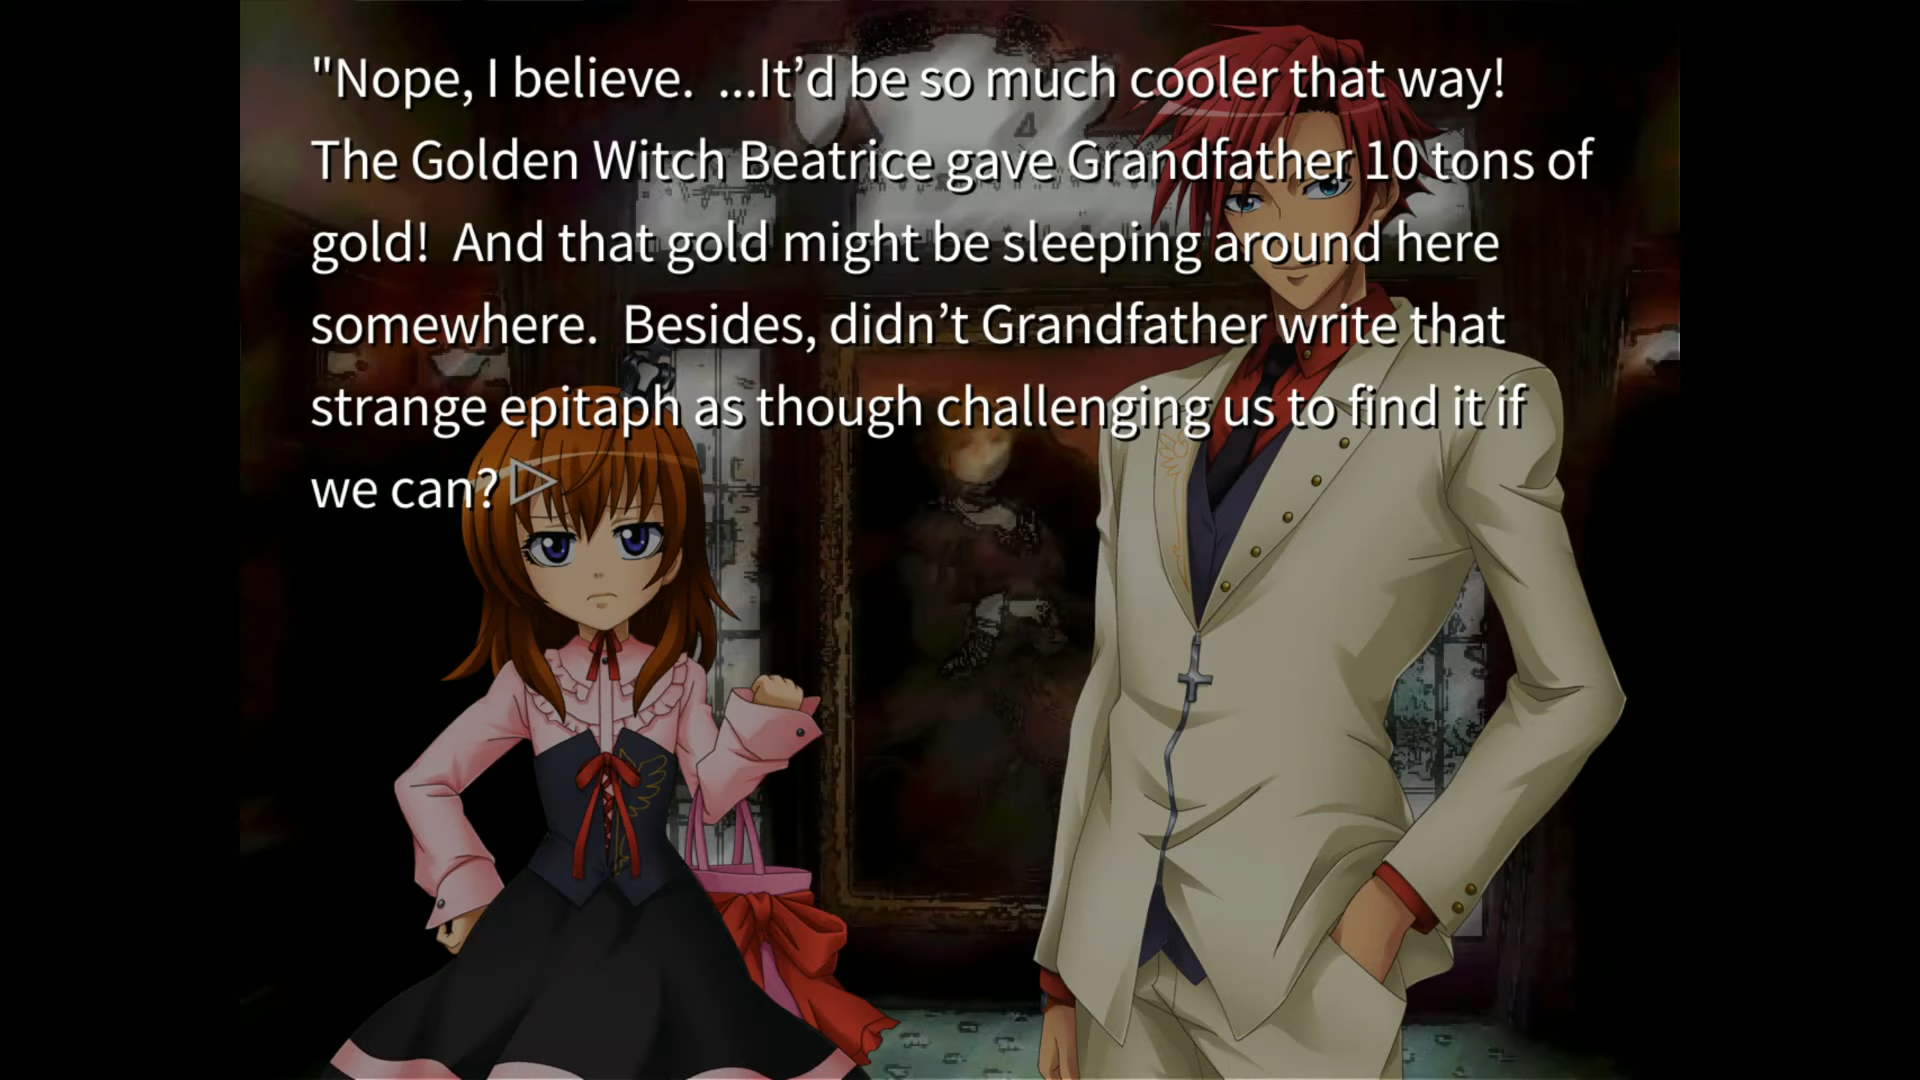 "Nope, I believe.  ...It’d be so much cooler that way!
The Golden Witch Beatrice gave Grandfather 10 tons of
gold!  And that gold might be sleeping around here
somewhere.  Besides, didn’t Grandfather write that
strange epitaph as though challenging us to find it if
we can?